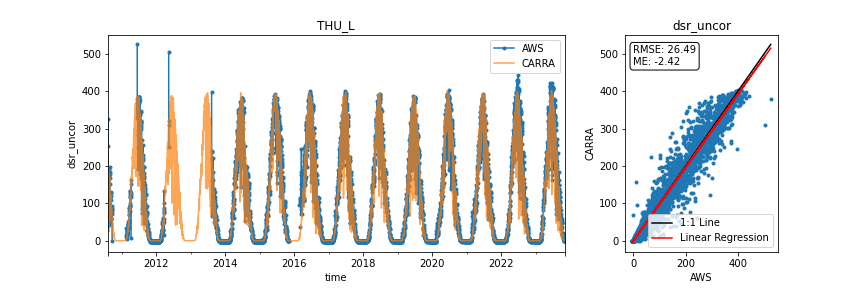 THU_L
dsr_uncor
500
400
300
200
100
0
dsr_uncor
2012
2014
2016
2018
2020
2022
time
AWS
CARRA
500
400
300
200
100
0
CARRA
0
200
400
AWS
RMSE: 26.49
ME: -2.42
1:1 Line
Linear Regression